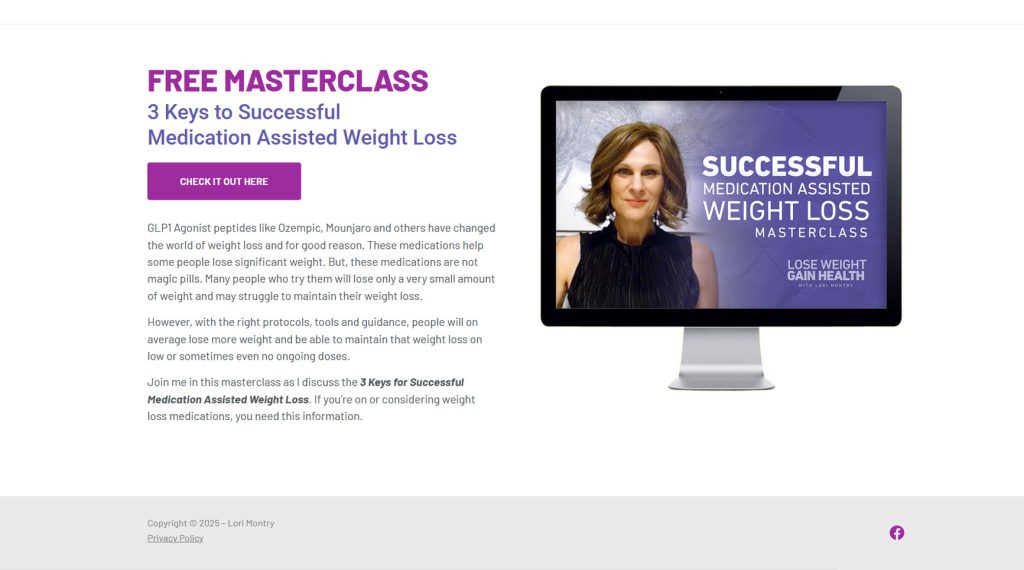 FREE MASTERCLASS
3 Keys to Successful
Medication Assisted Weight Loss
CHECK IT OUT HERE
GLP1 Agonist peptides like Ozempic, Mounjaro and others have changed
the world of weight loss and for good reason. These medications help
some people lose significant weight. But, these medications are not
magic pills. Many people who try them will lose only a very small amount
of weight and may struggle to maintain their weight loss.
However, with the right protocols, tools and guidance, people will on
average lose more weight and be able to maintain that weight loss on
low or sometimes even no ongoing doses.
Join me in this masterclass as I discuss the 3 Keys for Successful
Medication Assisted Weight Loss. If you're on or considering weight
loss medications, you need this information.
SUCCESSFUL
MEDICATION ASSISTED
WEIGHT LOSS
MASTERCLASS
LOSE WEIGHT
GAIN HEALTH
WITH LORI MONTRY
Copyright © 2025 – Lori Montry
Privacy Policy